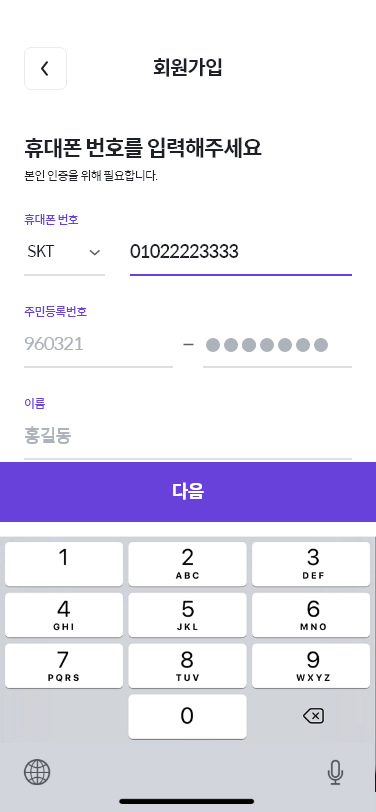 회원가입
휴대폰 번호를 입력해주세요
본인 인증을 위해 필요합니다.
휴대폰 번호
SKT 01022223333
주민등록번호
960321 – ●●●●●●●
이름
홍길동
다음
1 2 3
ABC DEF
4 5 6
GHI JKL MNO
7 8 9
PQRS TUV WXYZ
0